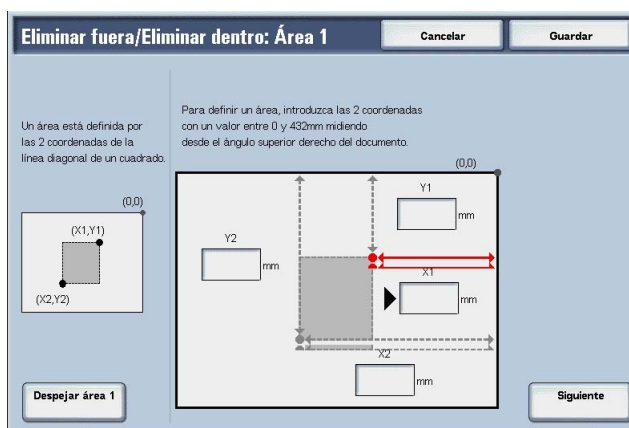 Eliminar fuera/Eliminar dentro: Área 1
Cancelar
Guardar
Un área está definida por
las 2 coordenadas de la
línea diagonal de un cuadrado.
(0,0)
(X1,Y1)
(X2,Y2)
Despejar área 1
Para definir un área, introduzca las 2 coordenadas
con un valor entre 0 y 432mm midiendo
desde el ángulo superior derecho del documento.
(0,0)
Y1
mm
Y2
mm
X1
mm
X2
mm
Siguiente